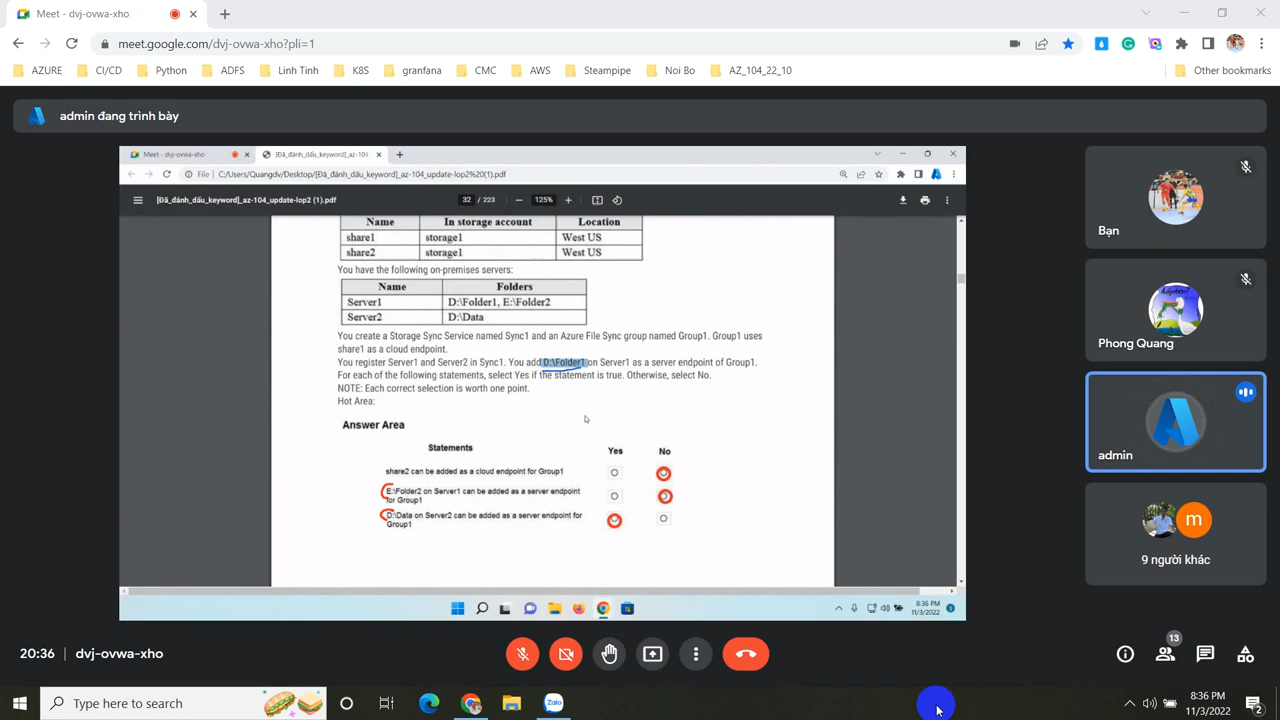 Meet - dvj-ovwa-xho
meet.google.com/dvj-ovwa-xho?pli=1
AZURE CI/CD Python ADFS Linh Tinh K8S granfana CMC AWS Steampipe Noi Bo AZ_104_22_10 Other bookmarks
admin đang trình bày
Meet - dvj-ovwa-xho [Đã_đánh_dấu_keyword]_az-104
File C:/Users/Quangdv/Desktop/[Đã_đánh_dấu_keyword]_az-104_update-lop2%20(1).pdf
[Đã_đánh_dấu_keyword]_az-104_update-lop2 (1).pdf 32 / 223 125%
Name In storage account Location
share1 storage1 West US
share2 storage1 West US
You have the following on-premises servers:
Name Folders
Server1 D:\Folder1, E:\Folder2
Server2 D:\Data
You create a Storage Sync Service named Sync1 and an Azure File Sync group named Group1. Group1 uses
share1 as a cloud endpoint.
You register Server1 and Server2 in Sync1. You add D:\Folder1 on Server1 as a server endpoint of Group1.
For each of the following statements, select Yes if the statement is true. Otherwise, select No.
NOTE: Each correct selection is worth one point.
Hot Area:
Answer Area
Statements Yes No
share2 can be added as a cloud endpoint for Group1
E:\Folder2 on Server1 can be added as a server endpoint
for Group1
D:\Data on Server2 can be added as a server endpoint for
Group1
8:36 PM
11/3/2022
1
Bạn
Phong Quang
admin
m
9 người khác
20:36 dvj-ovwa-xho
13
Type here to search
Zalo
8:36 PM
11/3/2022
2